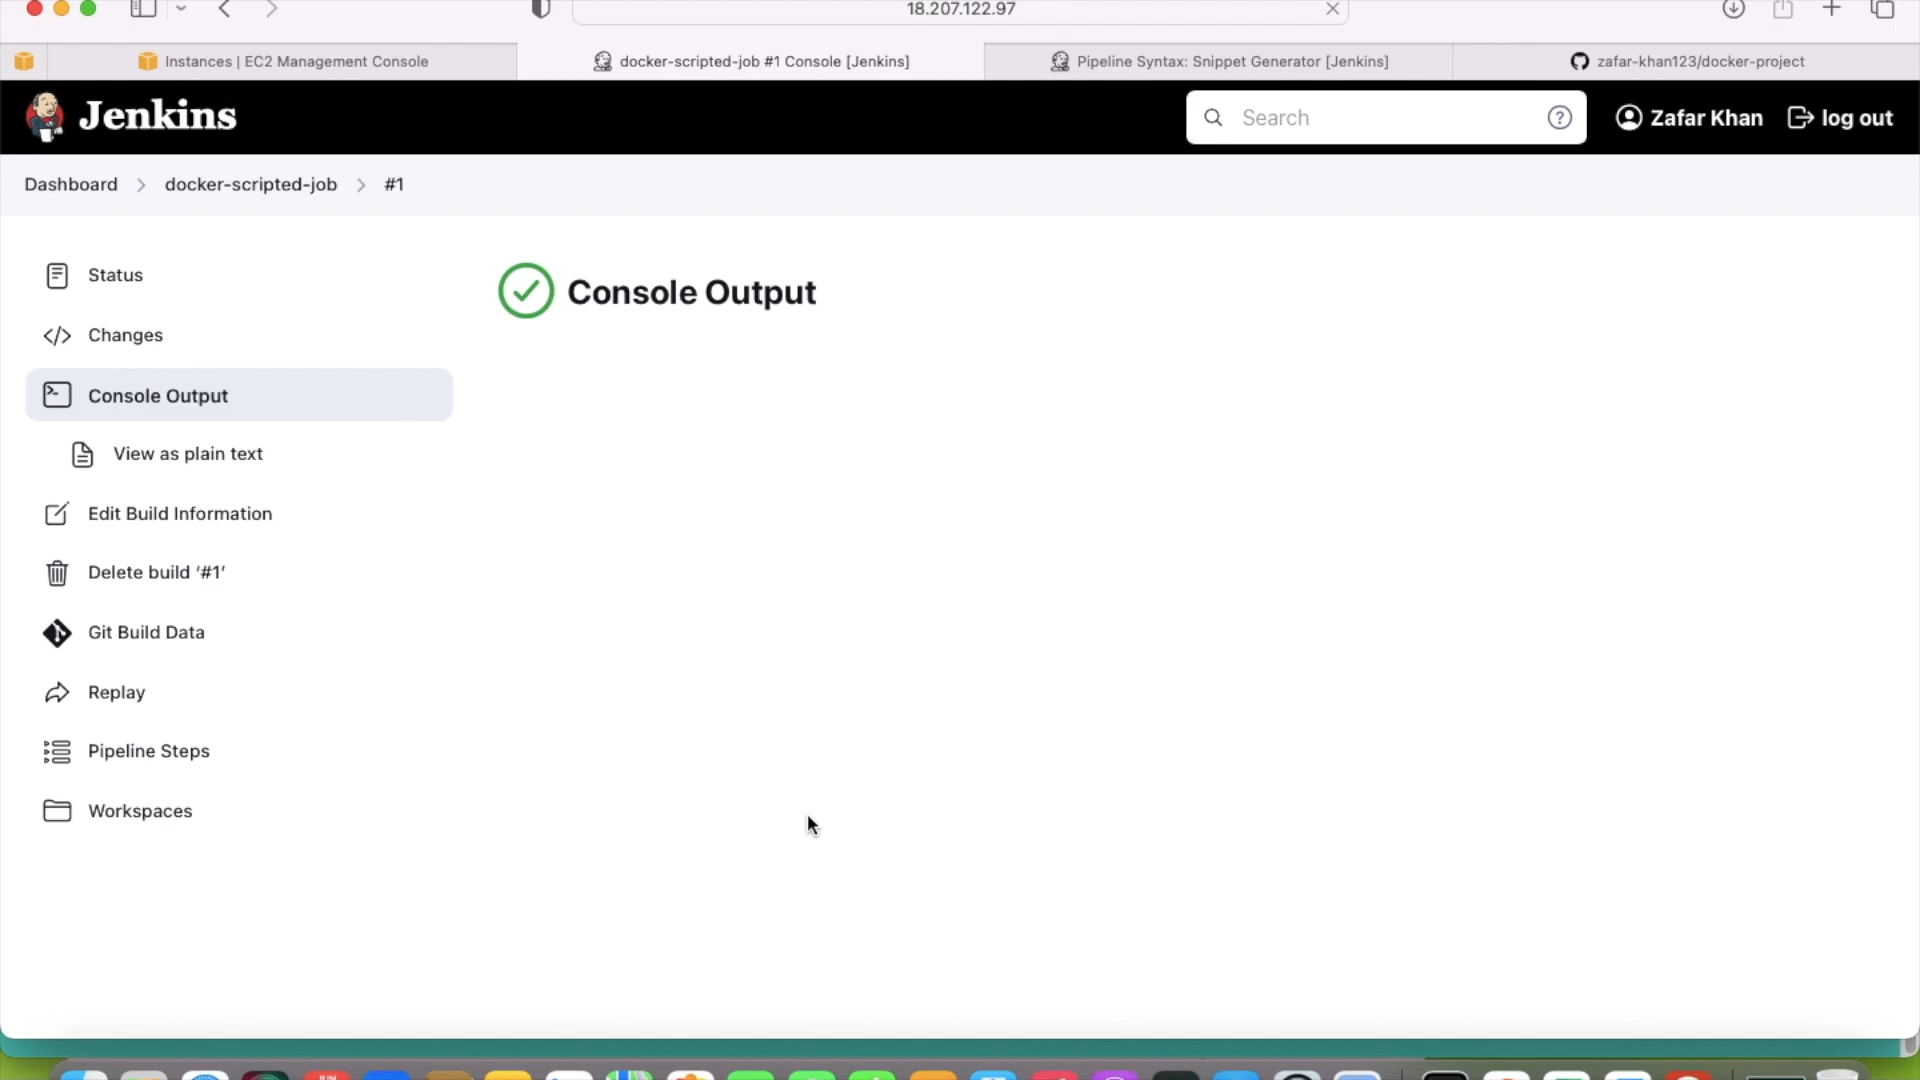 18.207.122.97
Instances | EC2 Management Console
docker-scripted-job #1 Console [Jenkins]
Pipeline Syntax: Snippet Generator [Jenkins]
zafar-khan123/docker-project
Jenkins
Search
Zafar Khan
log out
Dashboard
docker-scripted-job
#1
Status
Changes
Console Output
View as plain text
Edit Build Information
Delete build ‘#1’
Git Build Data
Replay
Pipeline Steps
Workspaces
Console Output
JUN